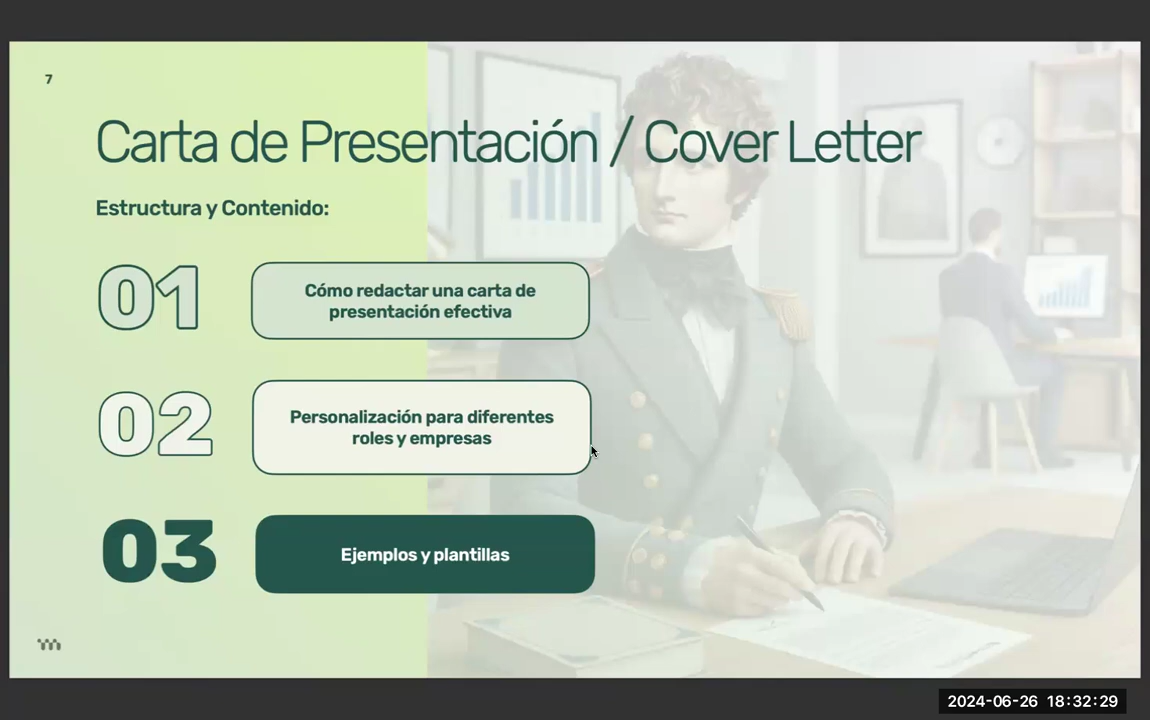 7
Carta de Presentación / Cover Letter
Estructura y Contenido:
01
Cómo redactar una carta de
presentación efectiva
02
Personalización para diferentes
roles y empresas
03
Ejemplos y plantillas
2024-06-26 18:32:29